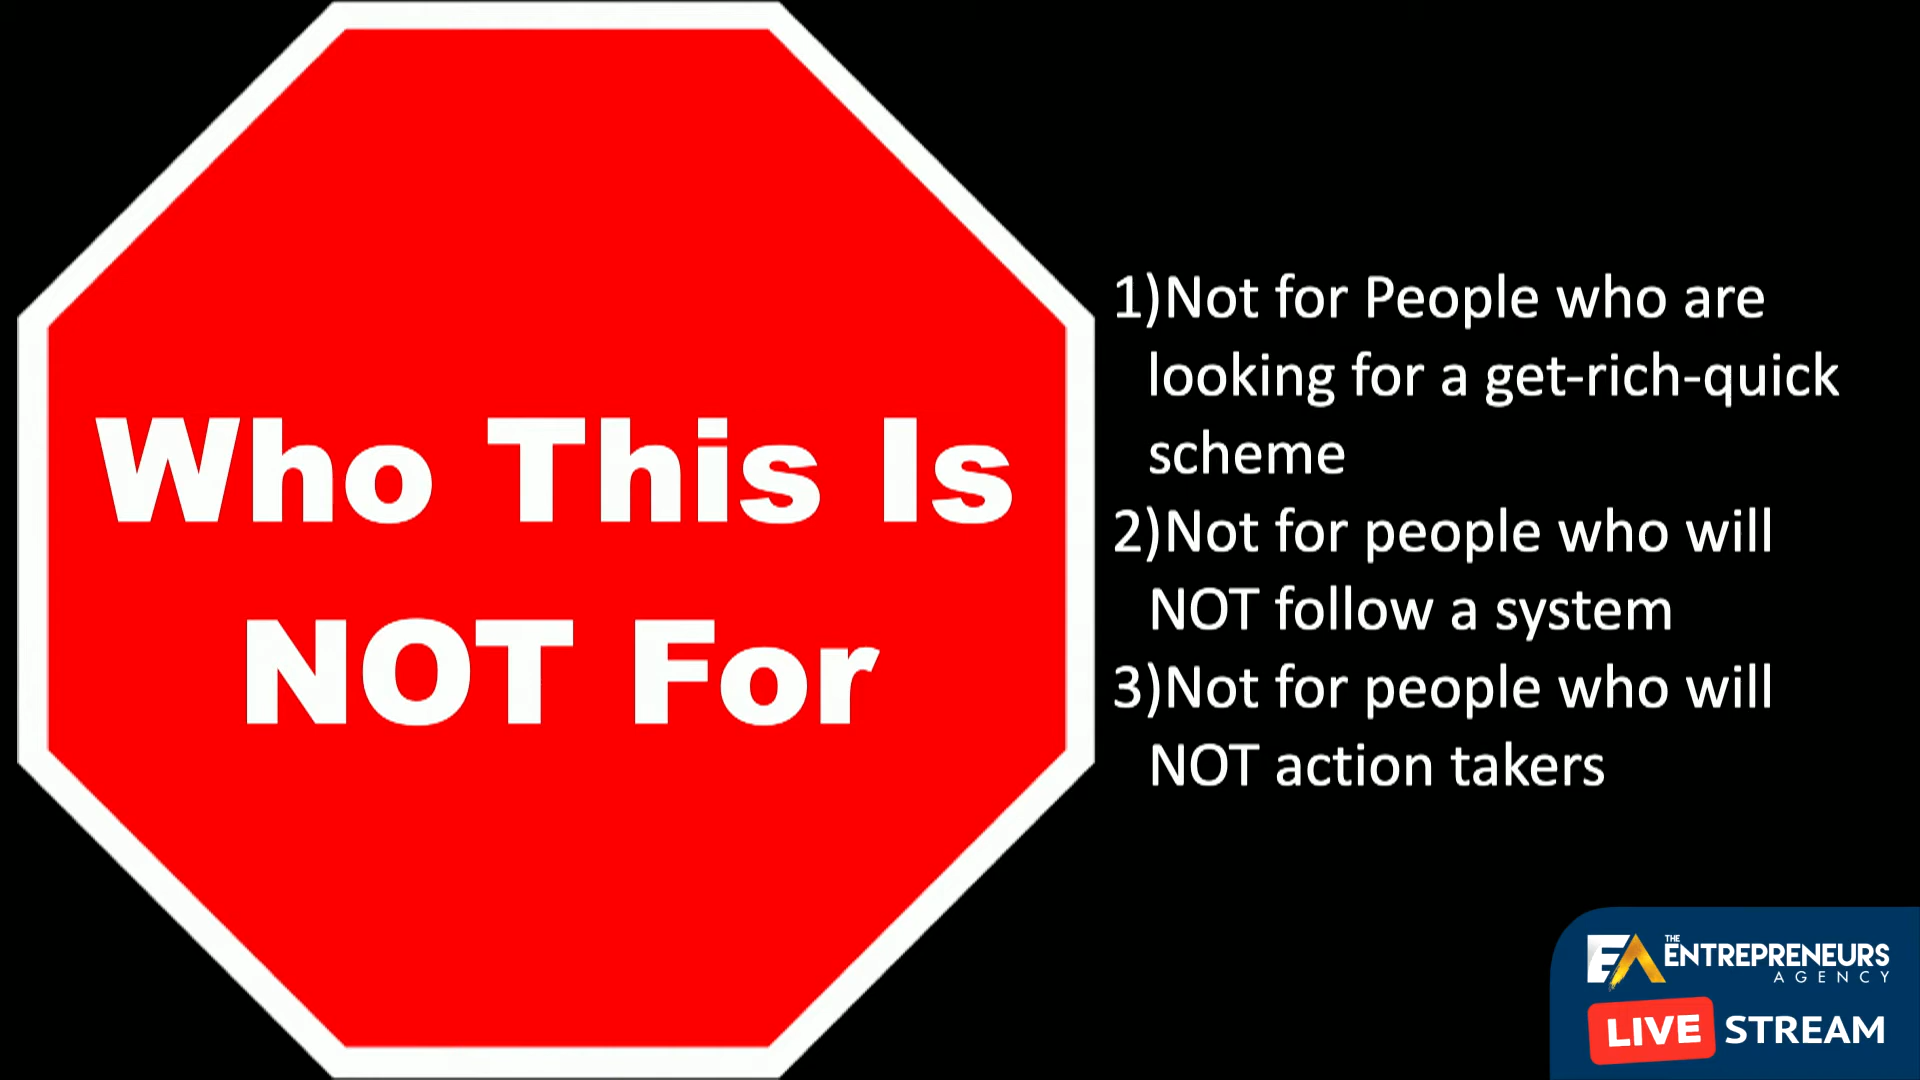 Who This Is
NOT For
1)Not for People who are
looking for a get-rich-quick
scheme
2)Not for people who will
NOT follow a system
3)Not for people who will
NOT action takers
EA THE
ENTREPRENEURS
AGENCY
LIVE STREAM